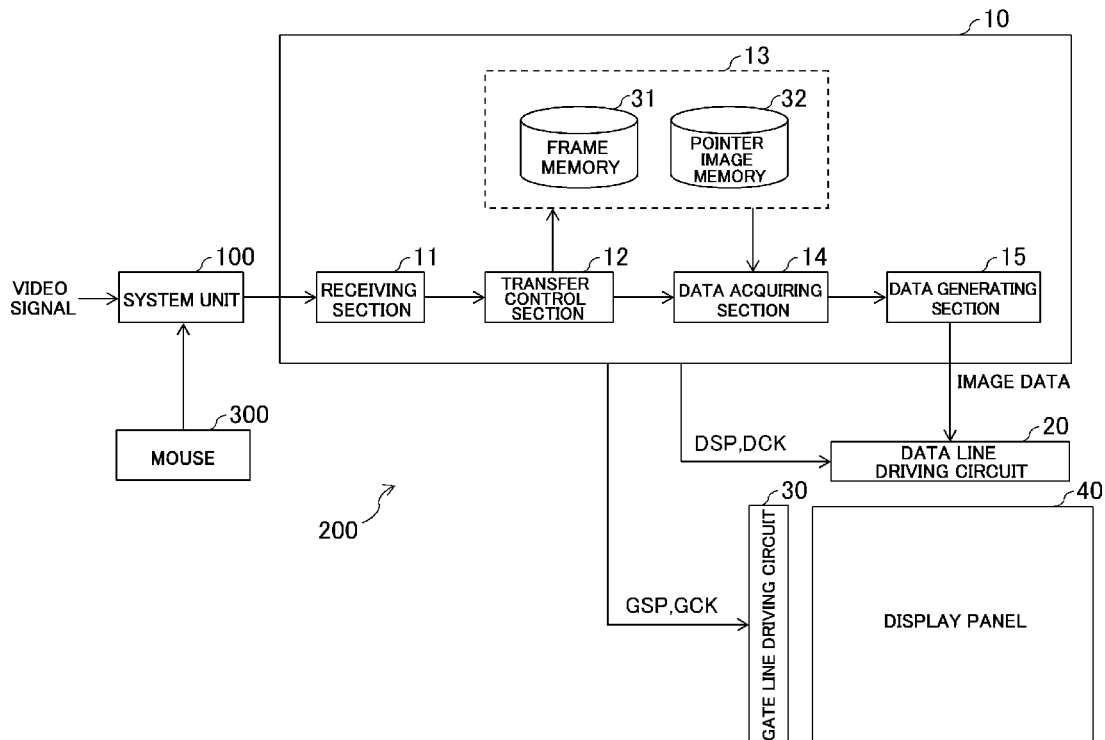 10
13
31
32
FRAME
MEMORY
POINTER
IMAGE
MEMORY
100
11
12
14
15
VIDEO
SIGNAL
SYSTEM UNIT
RECEIVING
SECTION
TRANSFER
CONTROL
SECTION
DATA ACQUIRING
SECTION
DATA GENERATING
SECTION
IMAGE DATA
300
MOUSE
DSP,DCK
20
DATA LINE
DRIVING CIRCUIT
200
30
40
GSP,GCK
GATE LINE DRIVING CIRCUIT
DISPLAY PANEL